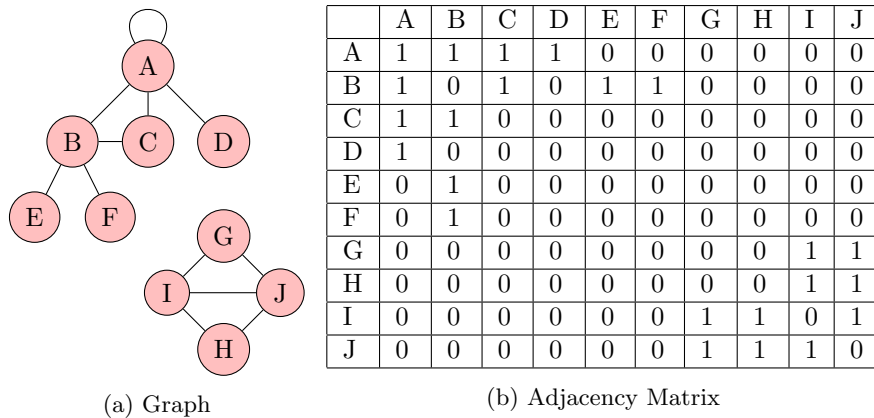 A
B C D
E F
G
I J
H
(a) Graph
A B C D E F G H I J
A 1 1 1 1 0 0 0 0 0 0
B 1 0 1 0 1 1 0 0 0 0
C 1 1 0 0 0 0 0 0 0 0
D 1 0 0 0 0 0 0 0 0 0
E 0 1 0 0 0 0 0 0 0 0
F 0 1 0 0 0 0 0 0 0 0
G 0 0 0 0 0 0 0 0 1 1
H 0 0 0 0 0 0 0 0 1 1
I 0 0 0 0 0 0 1 1 0 1
J 0 0 0 0 0 0 1 1 1 0
(b) Adjacency Matrix